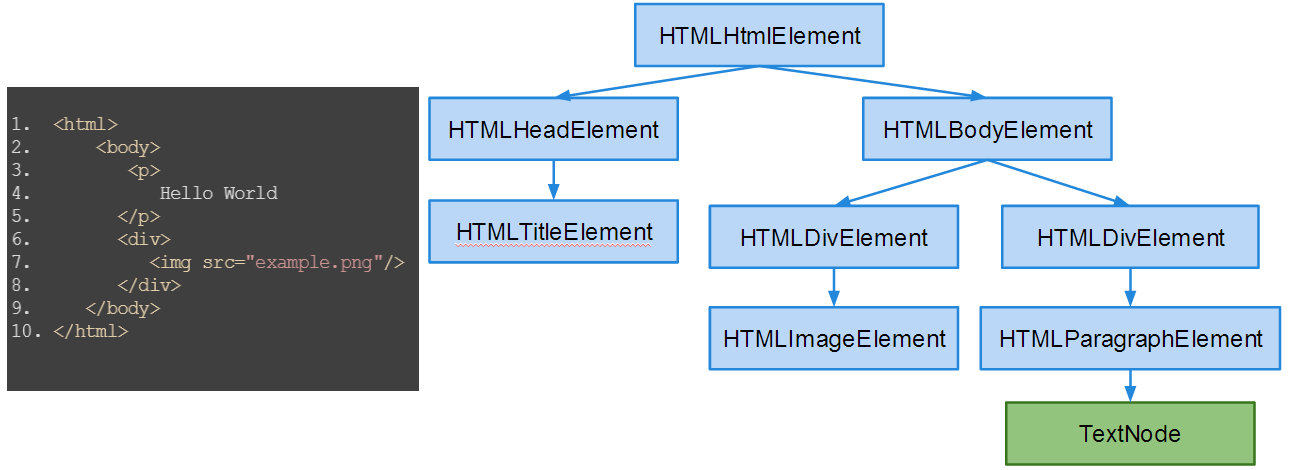 1. <html>
2. <body>
3. <p>
4. Hello World
5. </p>
6. <div>
7. <img src="example.png"/>
8. </div>
9. </body>
10. </html>
HTMLHtmlElement
HTMLHeadElement
HTMLBodyElement
HTMLTitleElement
HTMLDivElement
HTMLDivElement
HTMLImageElement
HTMLParagraphElement
TextNode